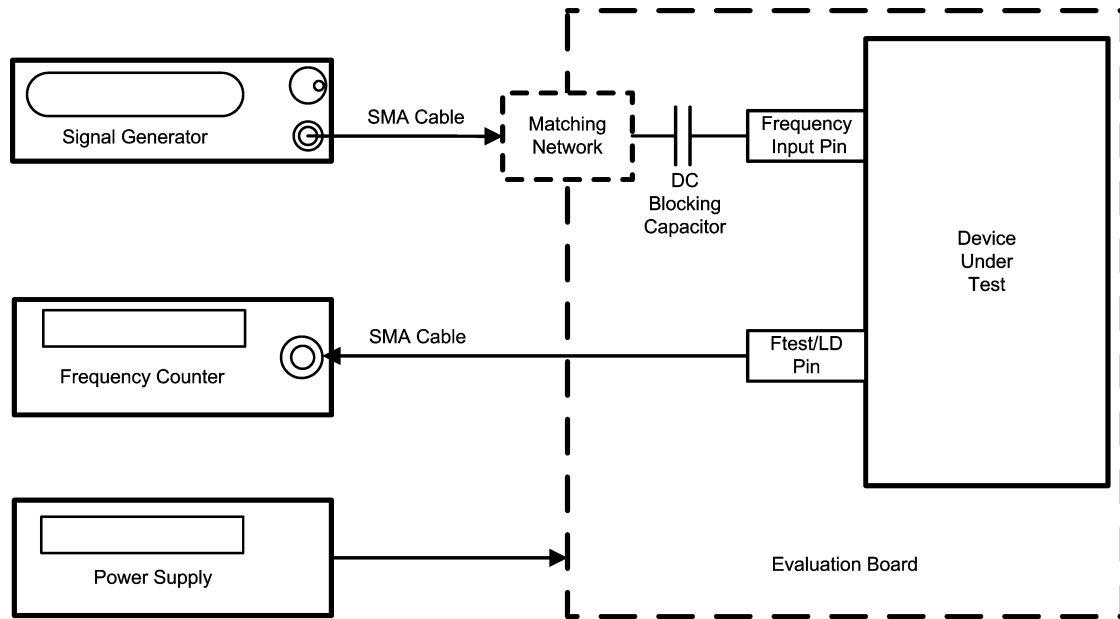 Signal Generator
SMA Cable
Matching
Network
DC
Blocking
Capacitor
Frequency
Input Pin
Device
Under
Test
Frequency Counter
SMA Cable
Ftest/LD
Pin
Power Supply
Evaluation Board